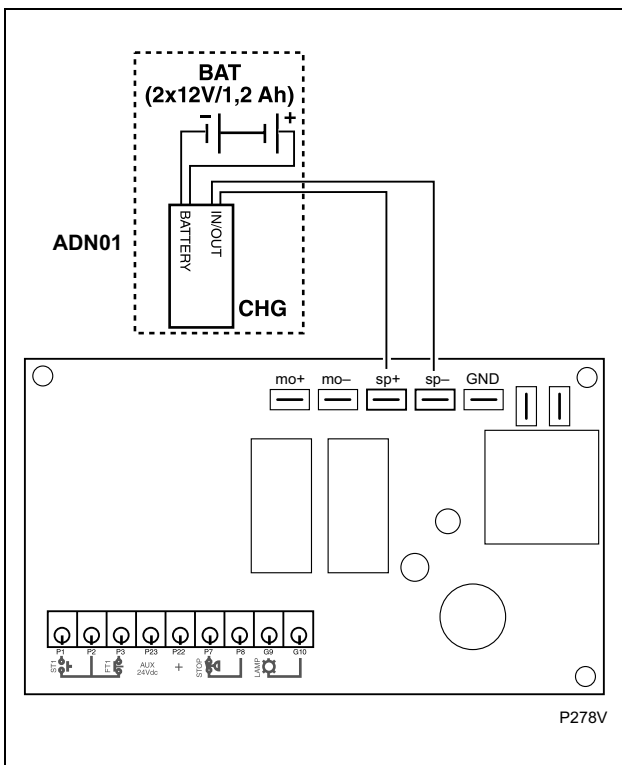 BAT
(2x12V/1,2 Ah)
− +
BATTERY
IN/OUT
ADN01
CHG
mo+ mo− sp+ sp− GND
P1 P2 P3 P23 P22 P7 P8 G9 G10
ST1 FT1 AUX + STOP LAMP
24Vdc
P278V